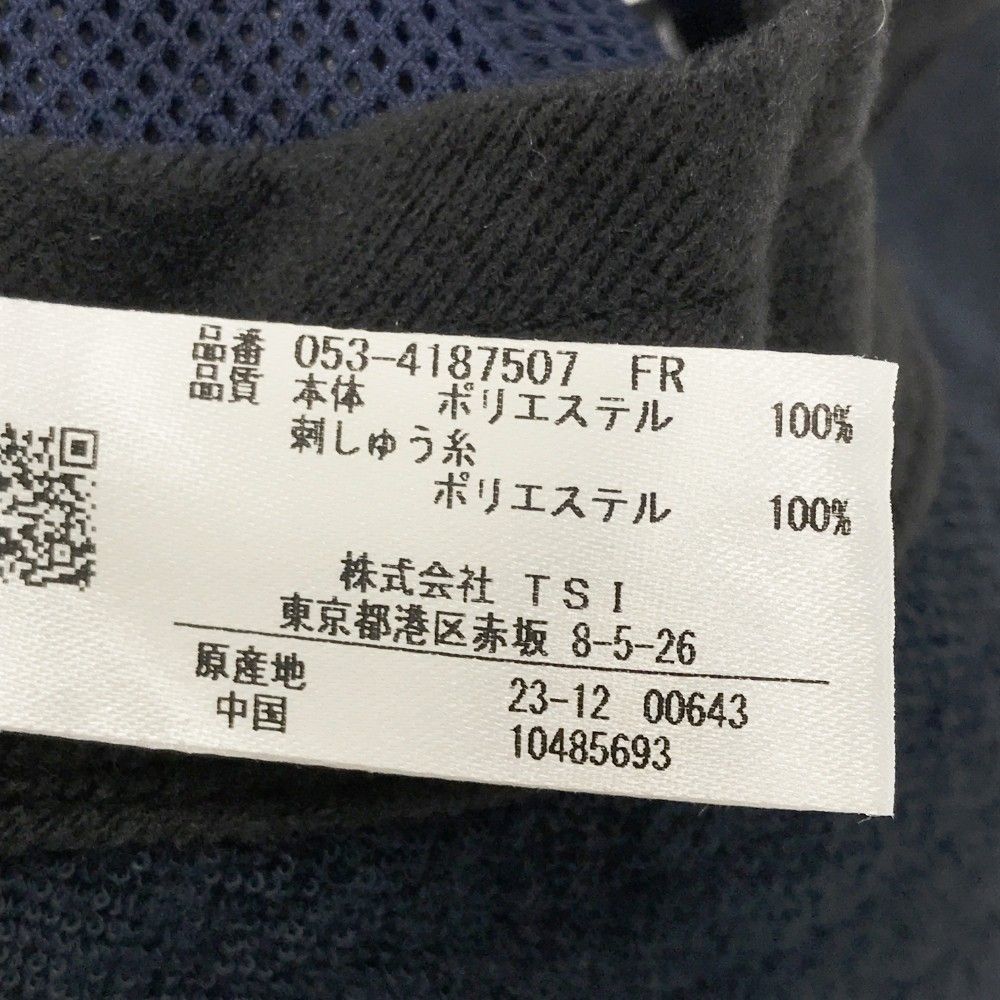 品番 053-4187507 FR
品質 本体 ポリエステル 100%
刺しゅう糸
ポリエステル 100%
株式会社 TSI
東京都港区赤坂 8-5-26
原産地 23-12 00643
中国 10485693